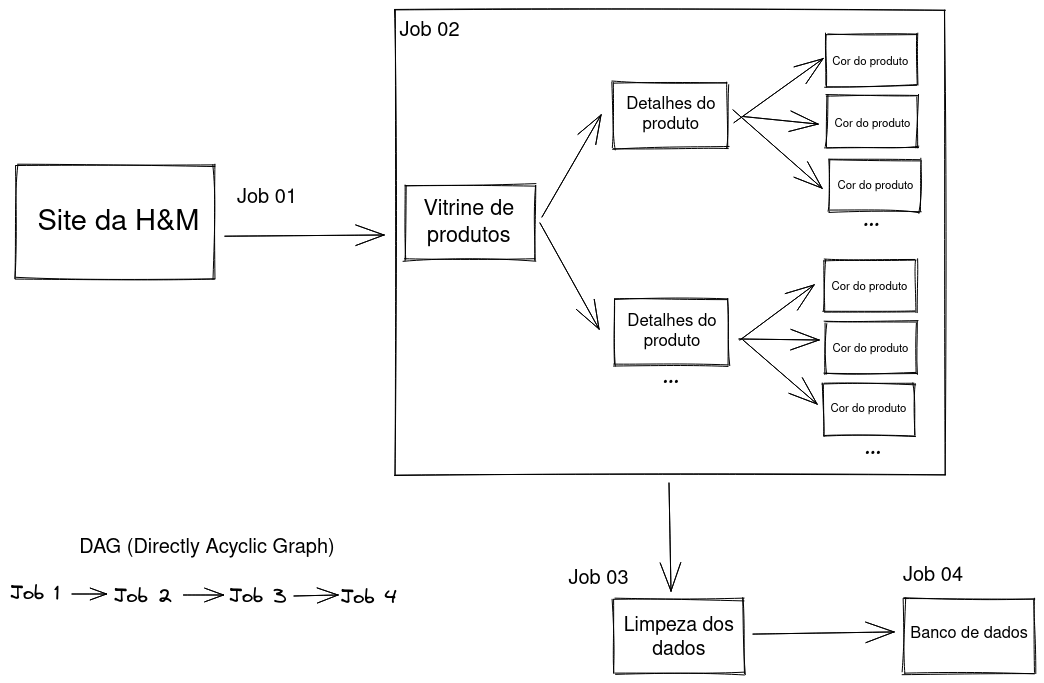 Job 02
Cor do produto
Detalhes do
produto
Cor do produto
Cor do produto
...
Site da H&M
Job 01
Vitrine de
produtos
Cor do produto
Detalhes do
produto
...
Cor do produto
Cor do produto
...
DAG (Directly Acyclic Graph)
Job 1
Job 2
Job 3
Job 4
Job 03
Limpeza dos
dados
Job 04
Banco de dados